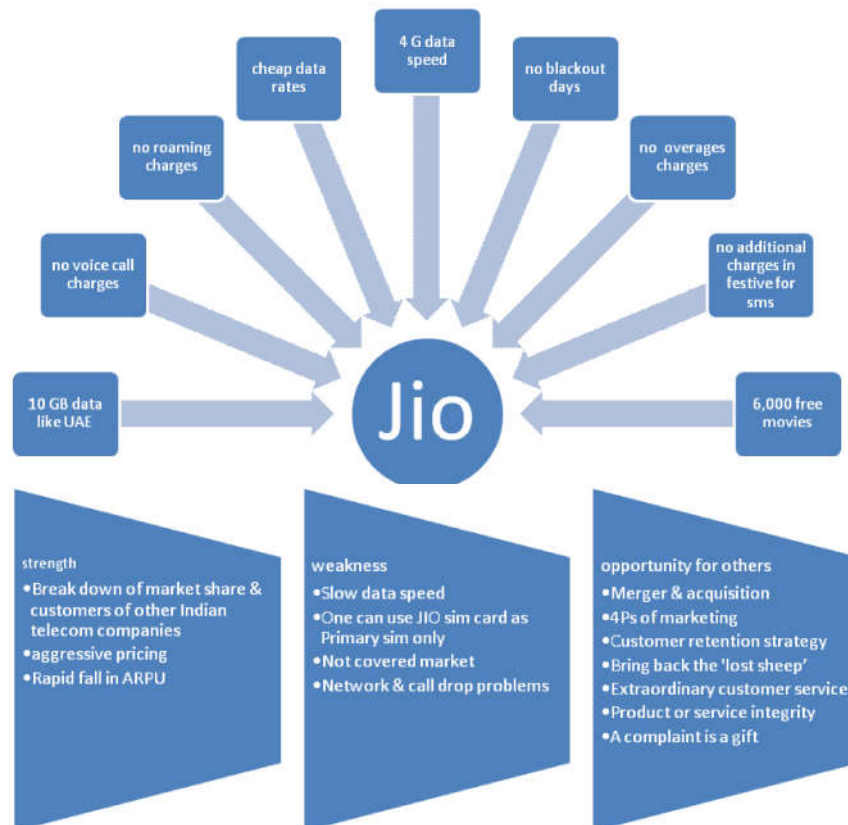 4 G data
speed
cheap data
rates
no blackout
days
no roaming
charges
no overages
charges
no voice call
charges
no additional
charges in
festive for
sms
10 GB data
like UAE
Jio
6,000 free
movies
strength
•Break down of market share &
customers of other Indian
telecom companies
•aggressive pricing
•Rapid fall in ARPU
weakness
•Slow data speed
•One can use JIO sim card as
Primary sim only
•Not covered market
•Network & call drop problems
opportunity for others
•Merger & acquisition
•4Ps of marketing
•Customer retention strategy
•Bring back the 'lost sheep’
•Extraordinary customer service
•Product or service integrity
•A complaint is a gift